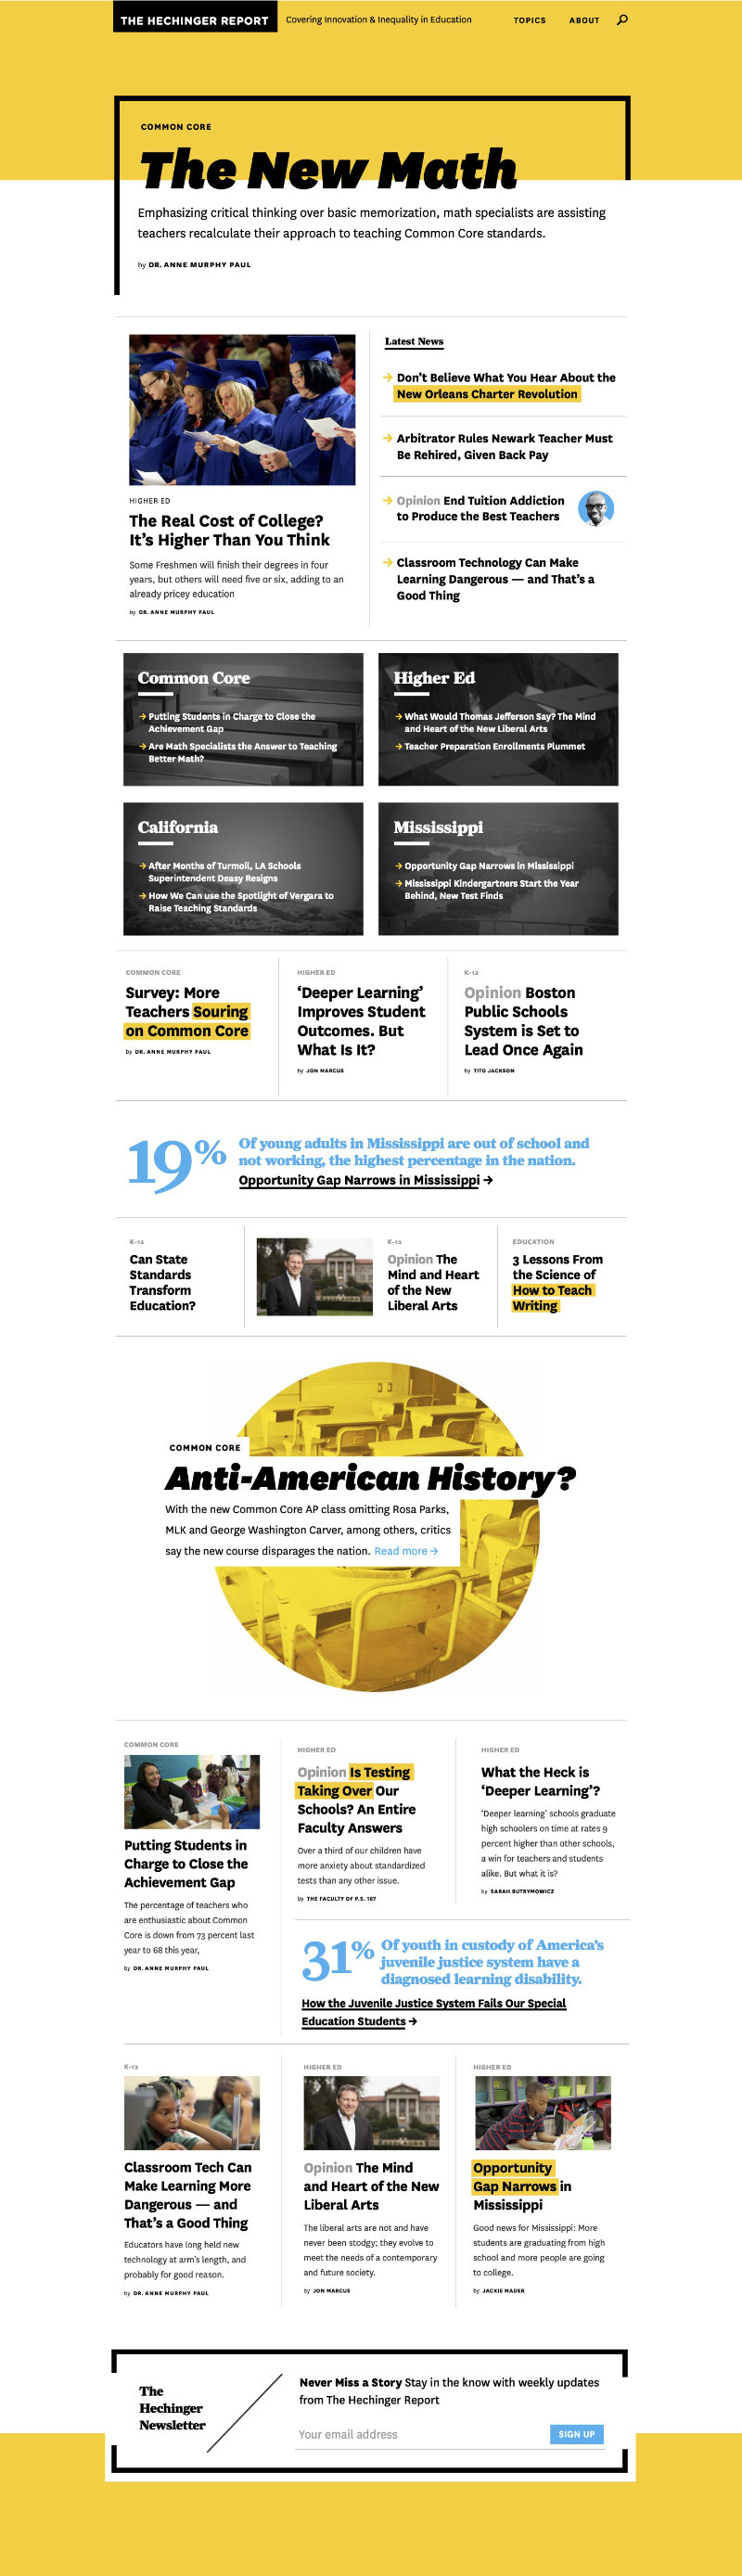 THE HECHINGER REPORT
Covering Innovation & Inequality in Education
TOPICS
ABOUT
COMMON CORE
The New Math
Emphasizing critical thinking over basic memorization, math specialists are assisting
teachers recalculate their approach to teaching Common Core standards.
by DR. ANNE MURPHY PAUL
HIGHER ED
The Real Cost of College?
It's Higher Than You Think
Some Freshmen will finish their degrees in four
years, but others will need five or six, adding to an
already pricey education
by DR. ANNE MURPHY PAUL
Latest News
→ Don't Believe What You Hear About the
New Orleans Charter Revolution
→ Arbitrator Rules Newark Teacher Must
Be Rehired, Given Back Pay
→ Opinion End Tuition Addiction
to Produce the Best Teachers
→ Classroom Technology Can Make
Learning Dangerous — and That's a
Good Thing
Common Core
→ Putting Students in Charge to Close the
Achievement Gap
→ Are Math Specialists the Answer to Teaching
Better Math?
Higher Ed
→ What Would Thomas Jefferson Say? The Mind
and Heart of the New Liberal Arts
→ Teacher Preparation Enrollments Plummet
California
→ After Months of Turmoil, LA Schools
Superintendent Deasy Resigns
→ How We Can use the Spotlight of Vergara to
Raise Teaching Standards
Mississippi
→ Opportunity Gap Narrows in Mississippi
→ Mississippi Kindergartners Start the Year
Behind, New Test Finds
COMMON CORE
Survey: More
Teachers Souring
on Common Core
by DR. ANNE MURPHY PAUL
HIGHER ED
‘Deeper Learning’
Improves Student
Outcomes. But
What Is It?
by JON MARCUS
K-12
Opinion Boston
Public Schools
System is Set to
Lead Once Again
by TITO JACKSON
19%
Of young adults in Mississippi are out of school and
not working, the highest percentage in the nation.
Opportunity Gap Narrows in Mississippi →
K-12
Can State
Standards
Transform
Education?
K-12
Opinion The
Mind and Heart
of the New
Liberal Arts
EDUCATION
3 Lessons From
the Science of
How to Teach
Writing
COMMON CORE
Anti-American History?
With the new Common Core AP class omitting Rosa Parks,
MLK and George Washington Carver, among others, critics
say the new course disparages the nation. Read more →
COMMON CORE
Putting Students in
Charge to Close the
Achievement Gap
The percentage of teachers who
are enthusiastic about Common
Core is down from 73 percent last
year to 68 this year,
by DR. ANNE MURPHY PAUL
HIGHER ED
Opinion Is Testing
Taking Over Our
Schools? An Entire
Faculty Answers
Over a third of our children have
more anxiety about standardized
tests than any other issue.
by THE FACULTY OF P.S. 167
HIGHER ED
What the Heck is
‘Deeper Learning’?
‘Deeper learning’ schools graduate
high schoolers on time at rates 9
percent higher than other schools,
a win for teachers and students
alike. But what it is?
by SARAH BUTRYMOWICZ
31%
Of youth in custody of America's
juvenile justice system have a
diagnosed learning disability.
How the Juvenile Justice System Fails Our Special
Education Students →
K-12
Classroom Tech Can
Make Learning More
Dangerous — and
That's a Good Thing
Educators have long held new
technology at arm's length, and
probably for good reason.
by DR. ANNE MURPHY PAUL
HIGHER ED
Opinion The Mind
and Heart of the New
Liberal Arts
The liberal arts are not and have
never been stodgy; they evolve to
meet the needs of a contemporary
and future society.
by JON MARCUS
HIGHER ED
Opportunity
Gap Narrows in
Mississippi
Good news for Mississippi: More
students are graduating from high
school and more people are going
to college.
by JACKIE MADER
The
Hechinger
Newsletter
Never Miss a Story Stay in the know with weekly updates
from The Hechinger Report
Your email address
SIGN UP